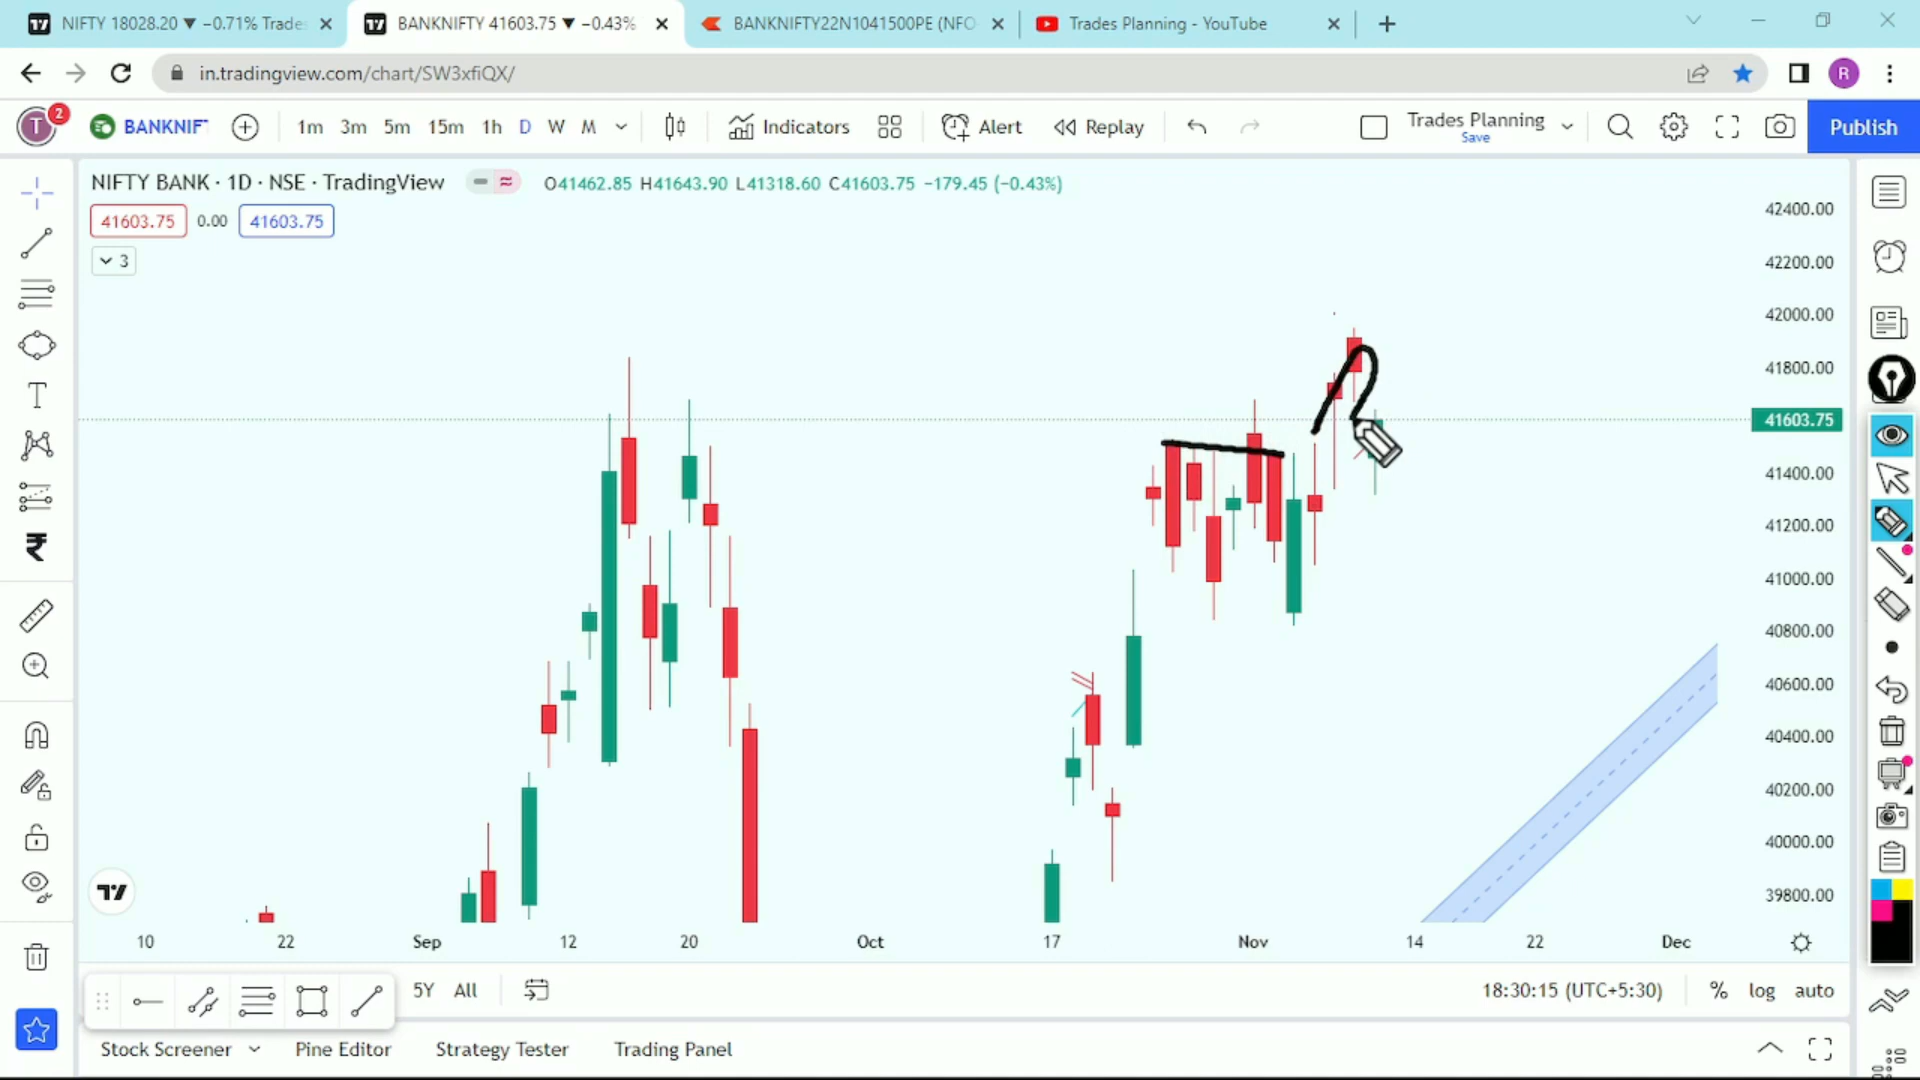 NIFTY 18028.20 ▼ −0.71% Trade
BANKNIFTY 41603.75 ▼ −0.43%
BANKNIFTY22N1041500PE (NFO
Trades Planning - YouTube
in.tradingview.com/chart/SW3xfiQX/
R
T
2
BANKNIF
1m 3m 5m 15m 1h D W M
Indicators
Alert
Replay
Trades Planning
Save
Publish
NIFTY BANK · 1D · NSE · TradingView
O41462.85 H41643.90 L41318.60 C41603.75 −179.45 (−0.43%)
41603.75 0.00 41603.75
3
42400.00
42200.00
42000.00
41800.00
41603.75
41400.00
41200.00
41000.00
40800.00
40600.00
40400.00
40200.00
40000.00
39800.00
10 22 Sep 12 20 Oct 17 Nov 14 22 Dec
5Y All
18:30:15 (UTC+5:30) % log auto
Stock Screener Pine Editor Strategy Tester Trading Panel